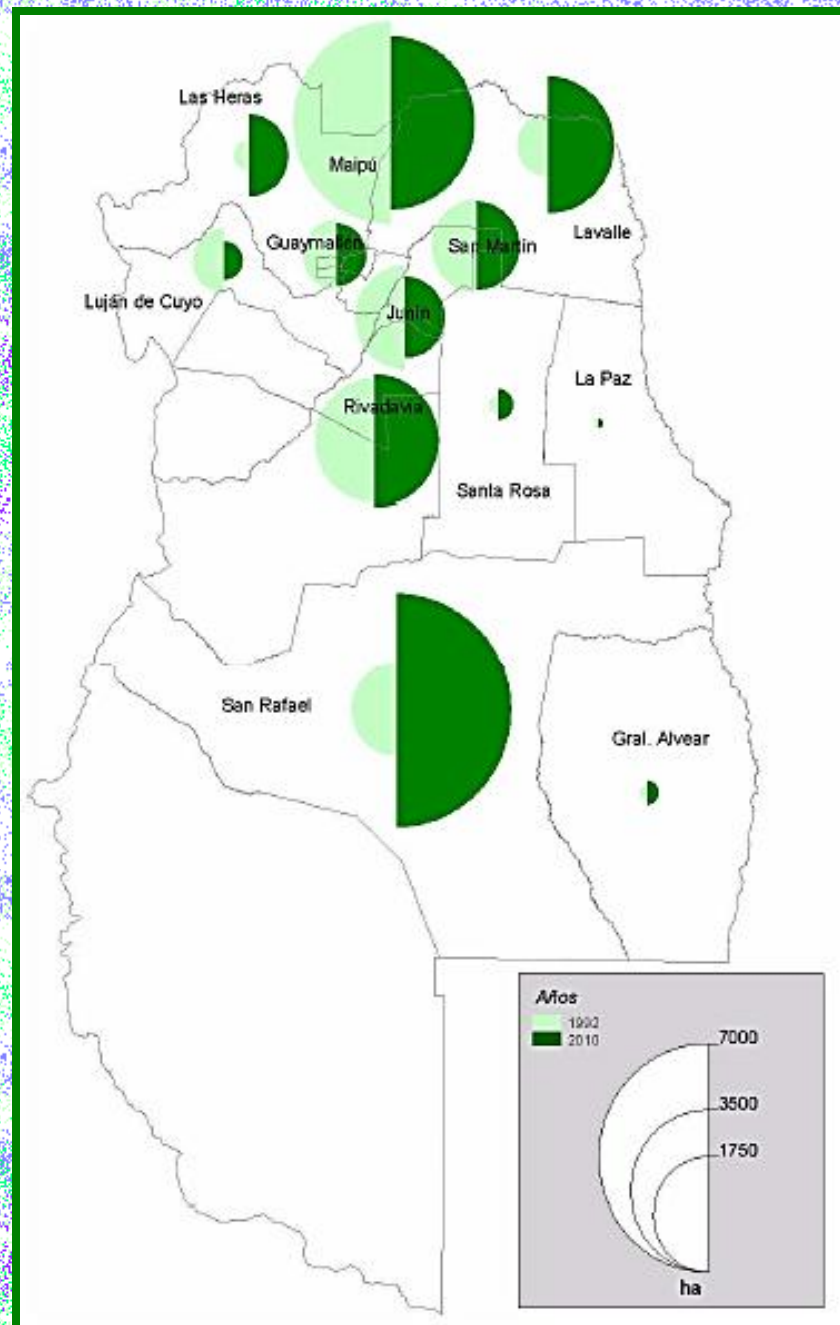 Las Heras
Maipú
Lavalle
Guaymallén
San Martín
Luján de Cuyo
Junín
La Paz
Rivadavia
Santa Rosa
San Rafael
Gral. Alvear
Años
1992
2010
7000
3500
1750
ha